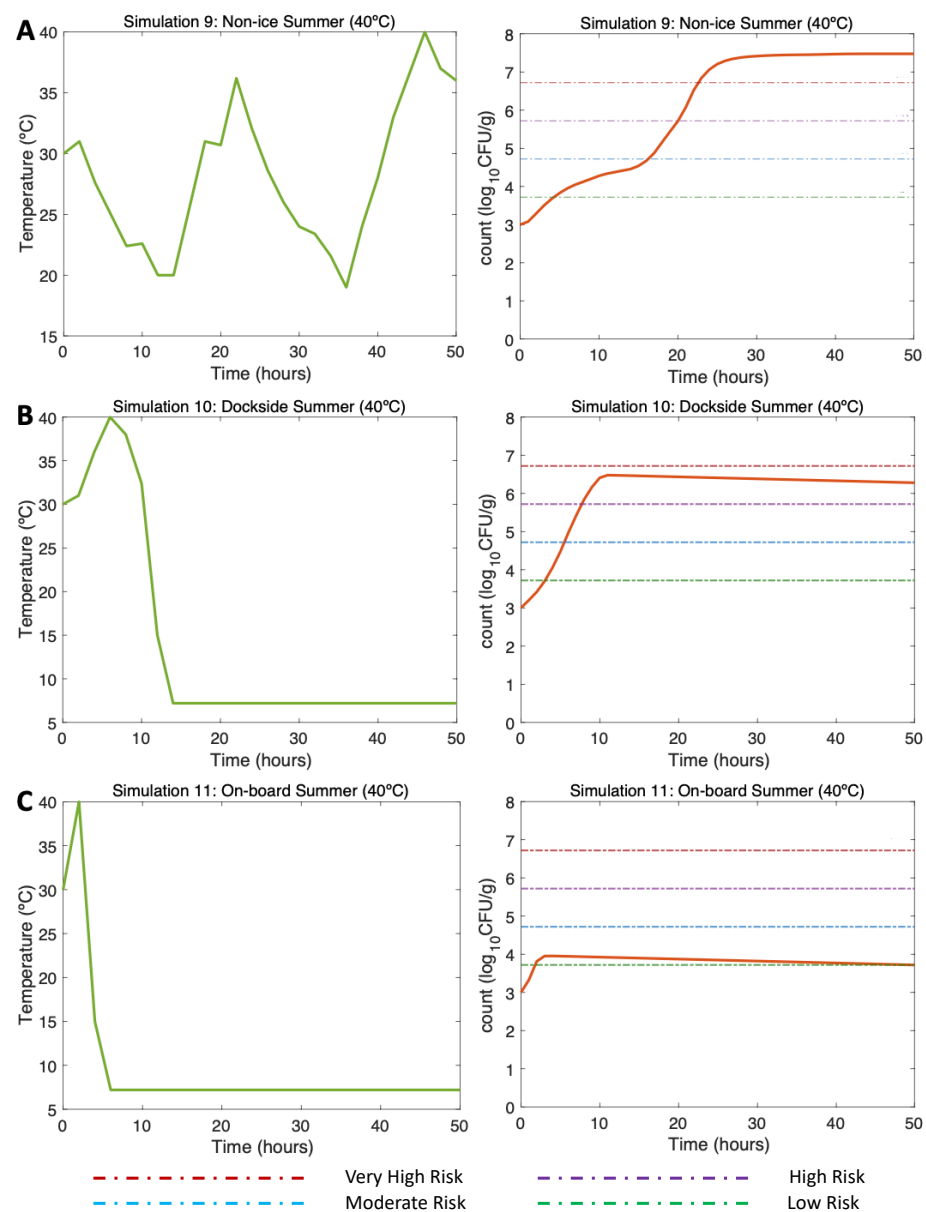 A
Simulation 9: Non-ice Summer (40ºC)
40
35
30
25
20
15
Temperature (ºC)
0 10 20 30 40 50
Time (hours)
Simulation 9: Non-ice Summer (40ºC)
8
7
6
5
4
3
2
1
0
count (log10CFU/g)
0 10 20 30 40 50
Time (hours)
B
Simulation 10: Dockside Summer (40ºC)
40
35
30
25
20
15
10
5
Temperature (ºC)
0 10 20 30 40 50
Time (hours)
Simulation 10: Dockside Summer (40ºC)
8
7
6
5
4
3
2
1
0
count (log10CFU/g)
0 10 20 30 40 50
Time (hours)
C
Simulation 11: On-board Summer (40ºC)
40
35
30
25
20
15
10
5
Temperature (ºC)
0 10 20 30 40 50
Time (hours)
Simulation 11: On-board Summer (40ºC)
8
7
6
5
4
3
2
1
0
count (log10CFU/g)
0 10 20 30 40 50
Time (hours)
Very High Risk
High Risk
Moderate Risk
Low Risk